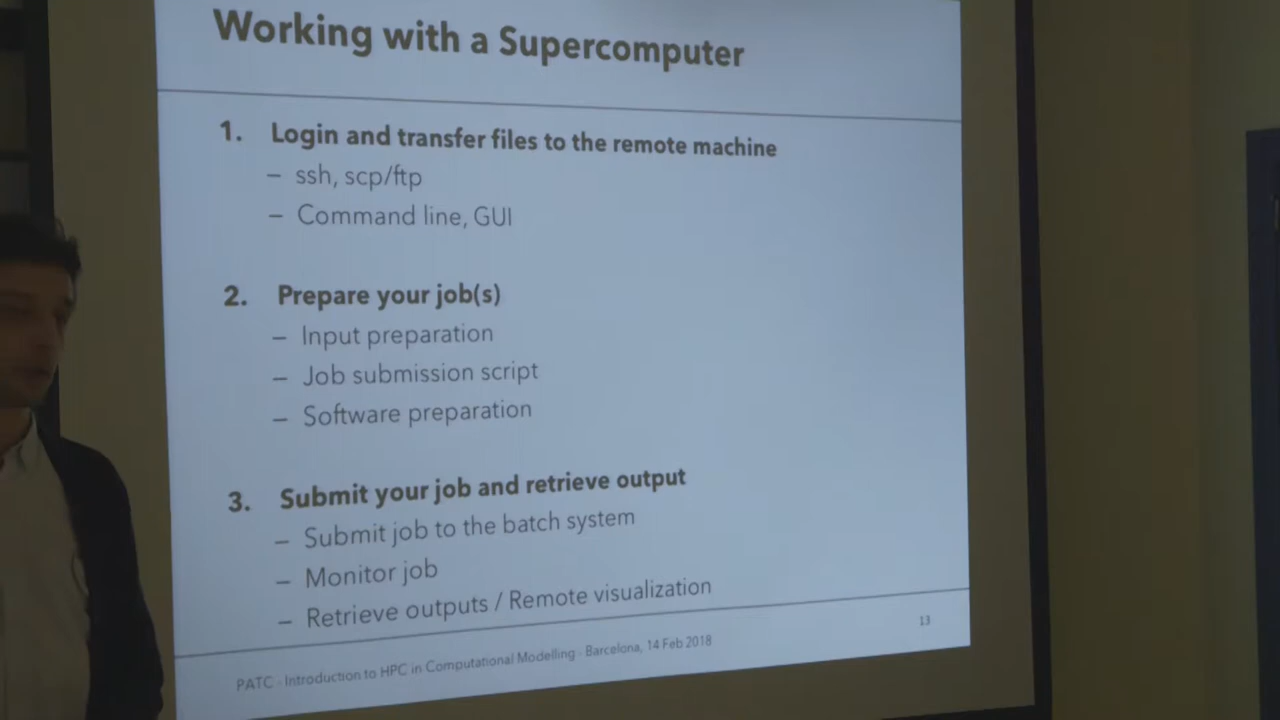 Working with a Supercomputer
1. Login and transfer files to the remote machine
– ssh, scp/ftp
– Command line, GUI
2. Prepare your job(s)
– Input preparation
– Job submission script
– Software preparation
3. Submit your job and retrieve output
– Submit job to the batch system
– Monitor job
– Retrieve outputs / Remote visualization
13
PATC - Introduction to HPC in Computational Modelling - Barcelona, 14 Feb 2018